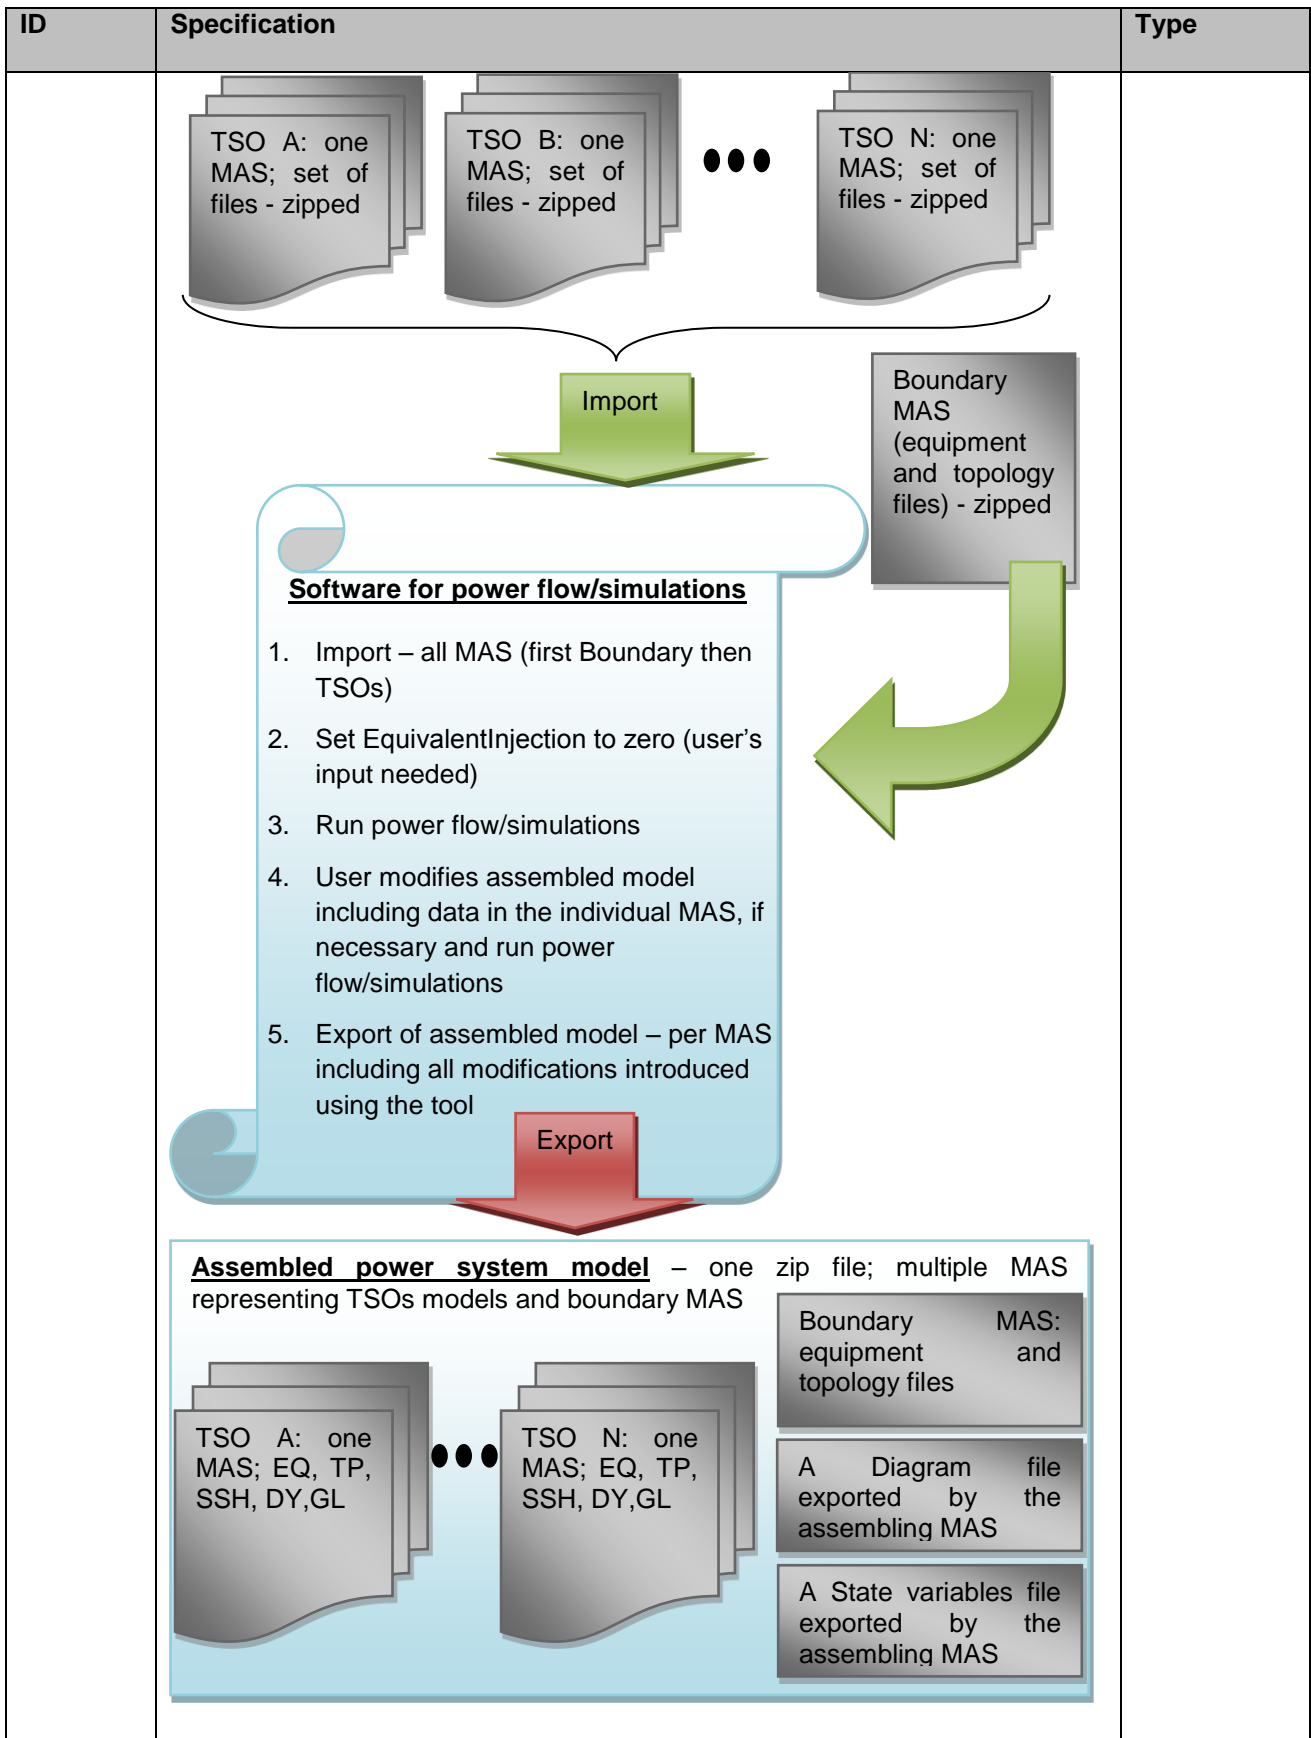 ID Specification Type
TSO A: one
MAS; set of
files - zipped
TSO B: one
MAS; set of
files - zipped
TSO N: one
MAS; set of
files - zipped
Import
Boundary
MAS
(equipment
and topology
files) - zipped
Software for power flow/simulations
1. Import – all MAS (first Boundary then
TSOs)
2. Set EquivalentInjection to zero (user's
input needed)
3. Run power flow/simulations
4. User modifies assembled model
including data in the individual MAS, if
necessary and run power
flow/simulations
5. Export of assembled model – per MAS
including all modifications introduced
using the tool
Export
Assembled power system model – one zip file; multiple MAS
representing TSOs models and boundary MAS
TSO A: one
MAS; EQ, TP,
SSH, DY,GL
TSO N: one
MAS; EQ, TP,
SSH, DY,GL
Boundary MAS:
equipment and
topology files
A Diagram file
exported by the
assembling MAS
A State variables file
exported by the
assembling MAS